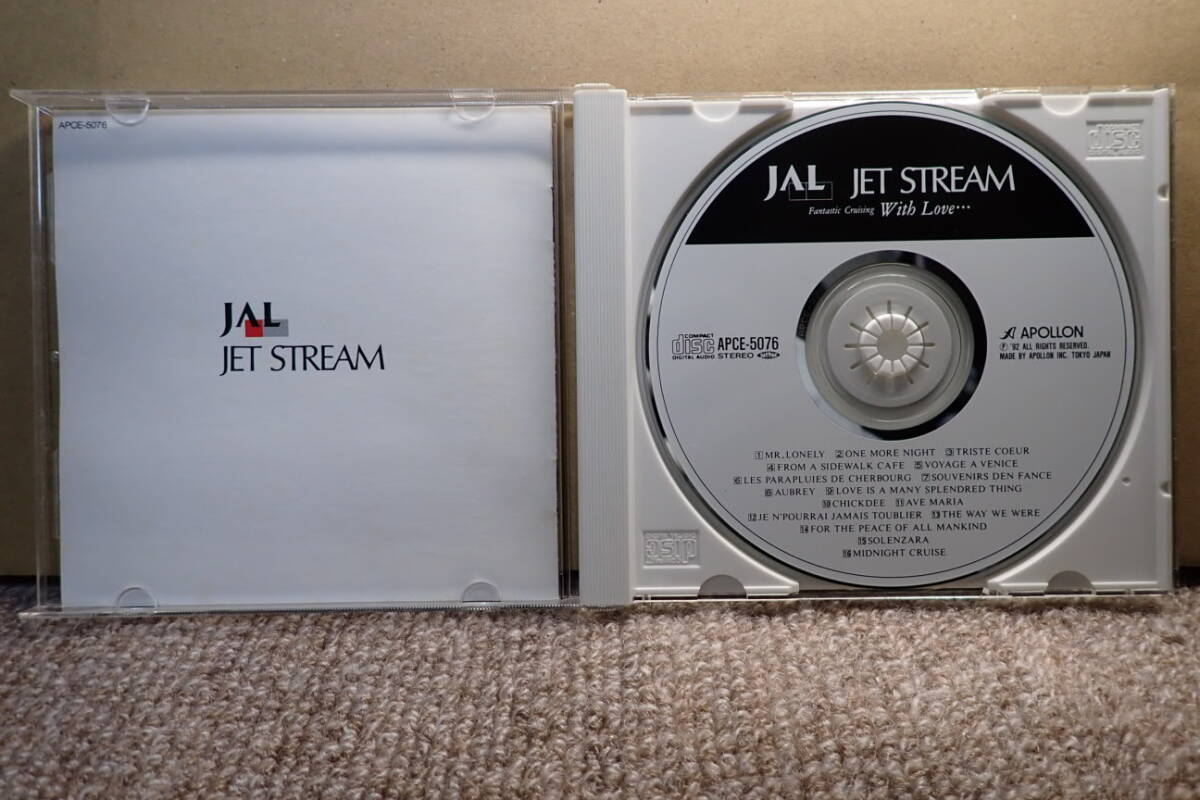 APCE-5076
JAL
JET STREAM
disc
JAL JET STREAM
Fantastic Cruising With Love…
COMPACT
disc
DIGITAL AUDIO
APCE-5076
STEREO
APOLLON
Ⓟ '92 ALL RIGHTS RESERVED.
MADE BY APOLLON INC. TOKYO JAPAN
1 MR. LONELY 2 ONE MORE NIGHT 3 TRISTE COEUR
4 FROM A SIDEWALK CAFE 5 VOYAGE A VENICE
6 LES PARAPLUIES DE CHERBOURG 7 SOUVENIRS DEN FANCE
8 AUBREY 9 LOVE IS A MANY SPLENDRED THING
10 CHICKDEE 11 AVE MARIA
12 JE N'POURRAI JAMAIS TOUBLIER 13 THE WAY WE WERE
14 FOR THE PEACE OF ALL MANKIND
15 SOLENZARA
16 MIDNIGHT CRUISE
disc